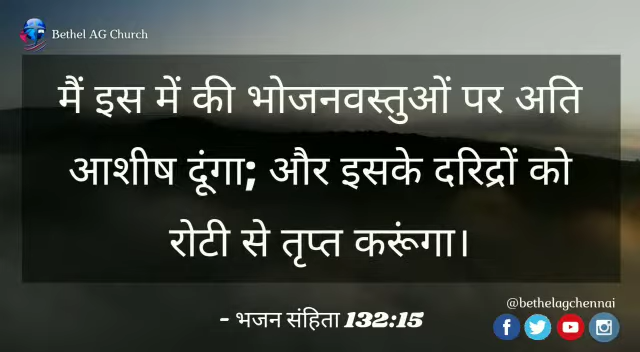 Bethel AG Church
मैं इस में की भोजनवस्तुओं पर अति
आशीष दूंगा; और इसके दरिद्रों को
रोटी से तृप्त करूंगा।
- भजन संहिता 132:15
@bethelagchennai